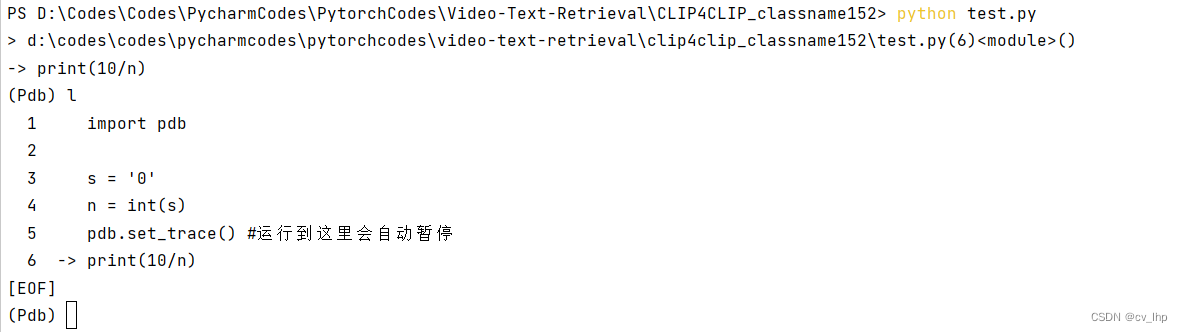 PS D:\Codes\Codes\PycharmCodes\PytorchCodes\Video-Text-Retrieval\CLIP4CLIP_classname152> python test.py
> d:\codes\codes\pycharmcodes\pytorchcodes\video-text-retrieval\clip4clip_classname152\test.py(6)<module>()
-> print(10/n)
(Pdb) l
  1     import pdb
  2
  3     s = '0'
  4     n = int(s)
  5     pdb.set_trace() #运行到这里会自动暂停
  6  -> print(10/n)
[EOF]
(Pdb)
CSDN @cv_lhp